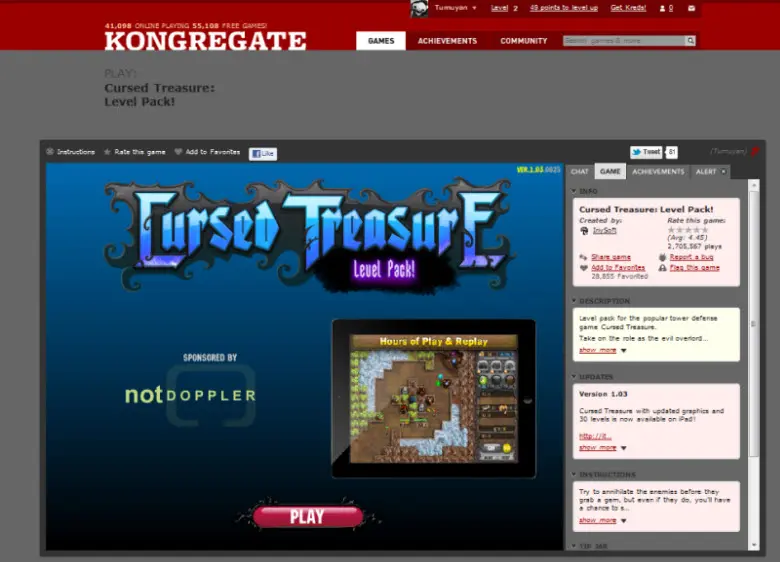 Tumuyan
Level 2
48 points to level up
Get Kreds!
0
41,098 ONLINE PLAYING 55,108 FREE GAMES!
KONGREGATE
GAMES
ACHIEVEMENTS
COMMUNITY
Search games & more
PLAY:
Cursed Treasure:
Level Pack!
Instructions
Rate this game
Add to Favorites
Like
Tweet
81
(Tumuyan)
VER.1.03.0025
CURSED TREASURE
Level Pack!
SPONSORED BY
notDOPPLER
Hours of Play & Replay
PLAY
CHAT
GAME
ACHIEVEMENTS
ALERT
INFO
Cursed Treasure: Level Pack!
Created by:
IriySoft
Rate this game:
(Avg: 4.45)
2,705,567 plays
Share game
Report a bug
Add to Favorites
Flag this game
28,855 Favorited
DESCRIPTION
Level pack for the popular tower defense
game Cursed Treasure.
Take on the role as the evil overlord...
show more
UPDATES
Version 1.03
Cursed Treasure with updated graphics and
30 levels is now available on iPad!
http://it...
show more
INSTRUCTIONS
Try to annihilate the enemies before they
grab a gem, but even if they do, you'll have
a chance to s...
show more